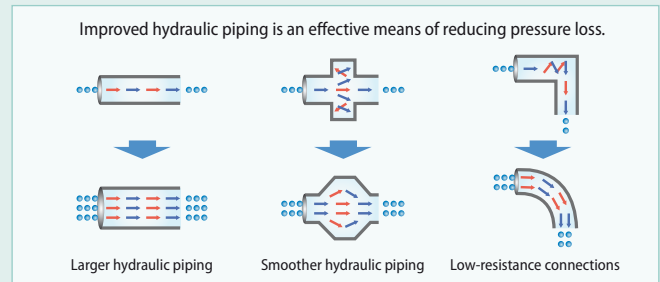 Improved hydraulic piping is an effective means of reducing pressure loss.
Larger hydraulic piping
Smoother hydraulic piping
Low-resistance connections